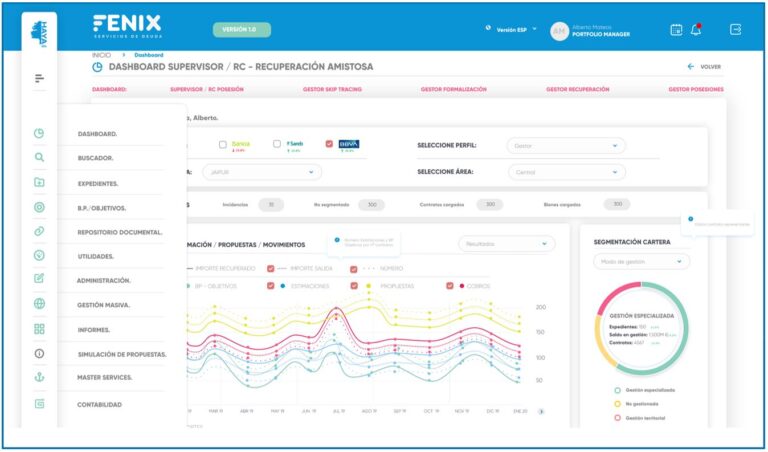 HAYA
FENIX
SERVICIOS DE DEUDA
VERSIÓN 1.0
Versión ESP
AM
Alberto Mateos
PORTFOLIO MANAGER
INICIO > Dashboard
DASHBOARD SUPERVISOR / RC - RECUPERACIÓN AMISTOSA
VOLVER
DASHBOARD:
SUPERVISOR / RC POSESIÓN
GESTOR SKIP TRACING
GESTOR FORMALIZACIÓN
GESTOR RECUPERACIÓN
GESTOR POSESIONES
DASHBOARD.
BUSCADOR.
EXPEDIENTES.
B.P./OBJETIVOS.
REPOSITORIO DOCUMENTAL.
UTILIDADES.
ADMINISTRACIÓN.
GESTIÓN MASIVA.
INFORMES.
SIMULACIÓN DE PROPUESTAS.
MASTER SERVICES.
CONTABILIDAD
a, Alberto.
Bankia
BBVA
SELECCIONE PERFIL:
Gestor
A:
JAIPUR
SELECCIONE ÁREA:
Central
S
Incidencias
10
No segmentado
300
Contratos cargados
300
Bienes cargados
300
MACIÓN / PROPUESTAS / MOVIMIENTOS
Resultados
IMPORTE RECUPERADO
IMPORTE SALIDA
NUMERO
BP - OBJETIVOS
ESTIMACIONES
PROPUESTAS
COBROS
200
150
100
50
MAR 19
ABR 19
MAY 19
JUN 19
JUL 19
AGO 19
SEP 19
OCT 19
NOV 19
DIC 19
ENE 20
SEGMENTACIÓN CARTERA
Modo de gestión
GESTIÓN ESPECIALIZADA
Expedientes: 150
Saldo en gestión: 1.500M €
Contratos: 4267
Gestión especializada
No gestionada
Gestión territorial